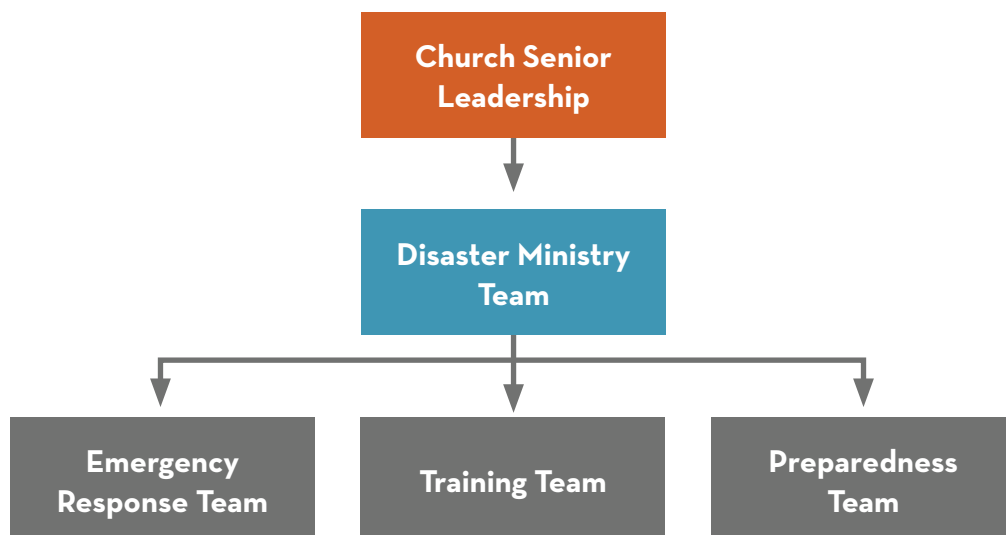 Church Senior
Leadership
Disaster Ministry
Team
Emergency
Response Team
Training Team
Preparedness
Team